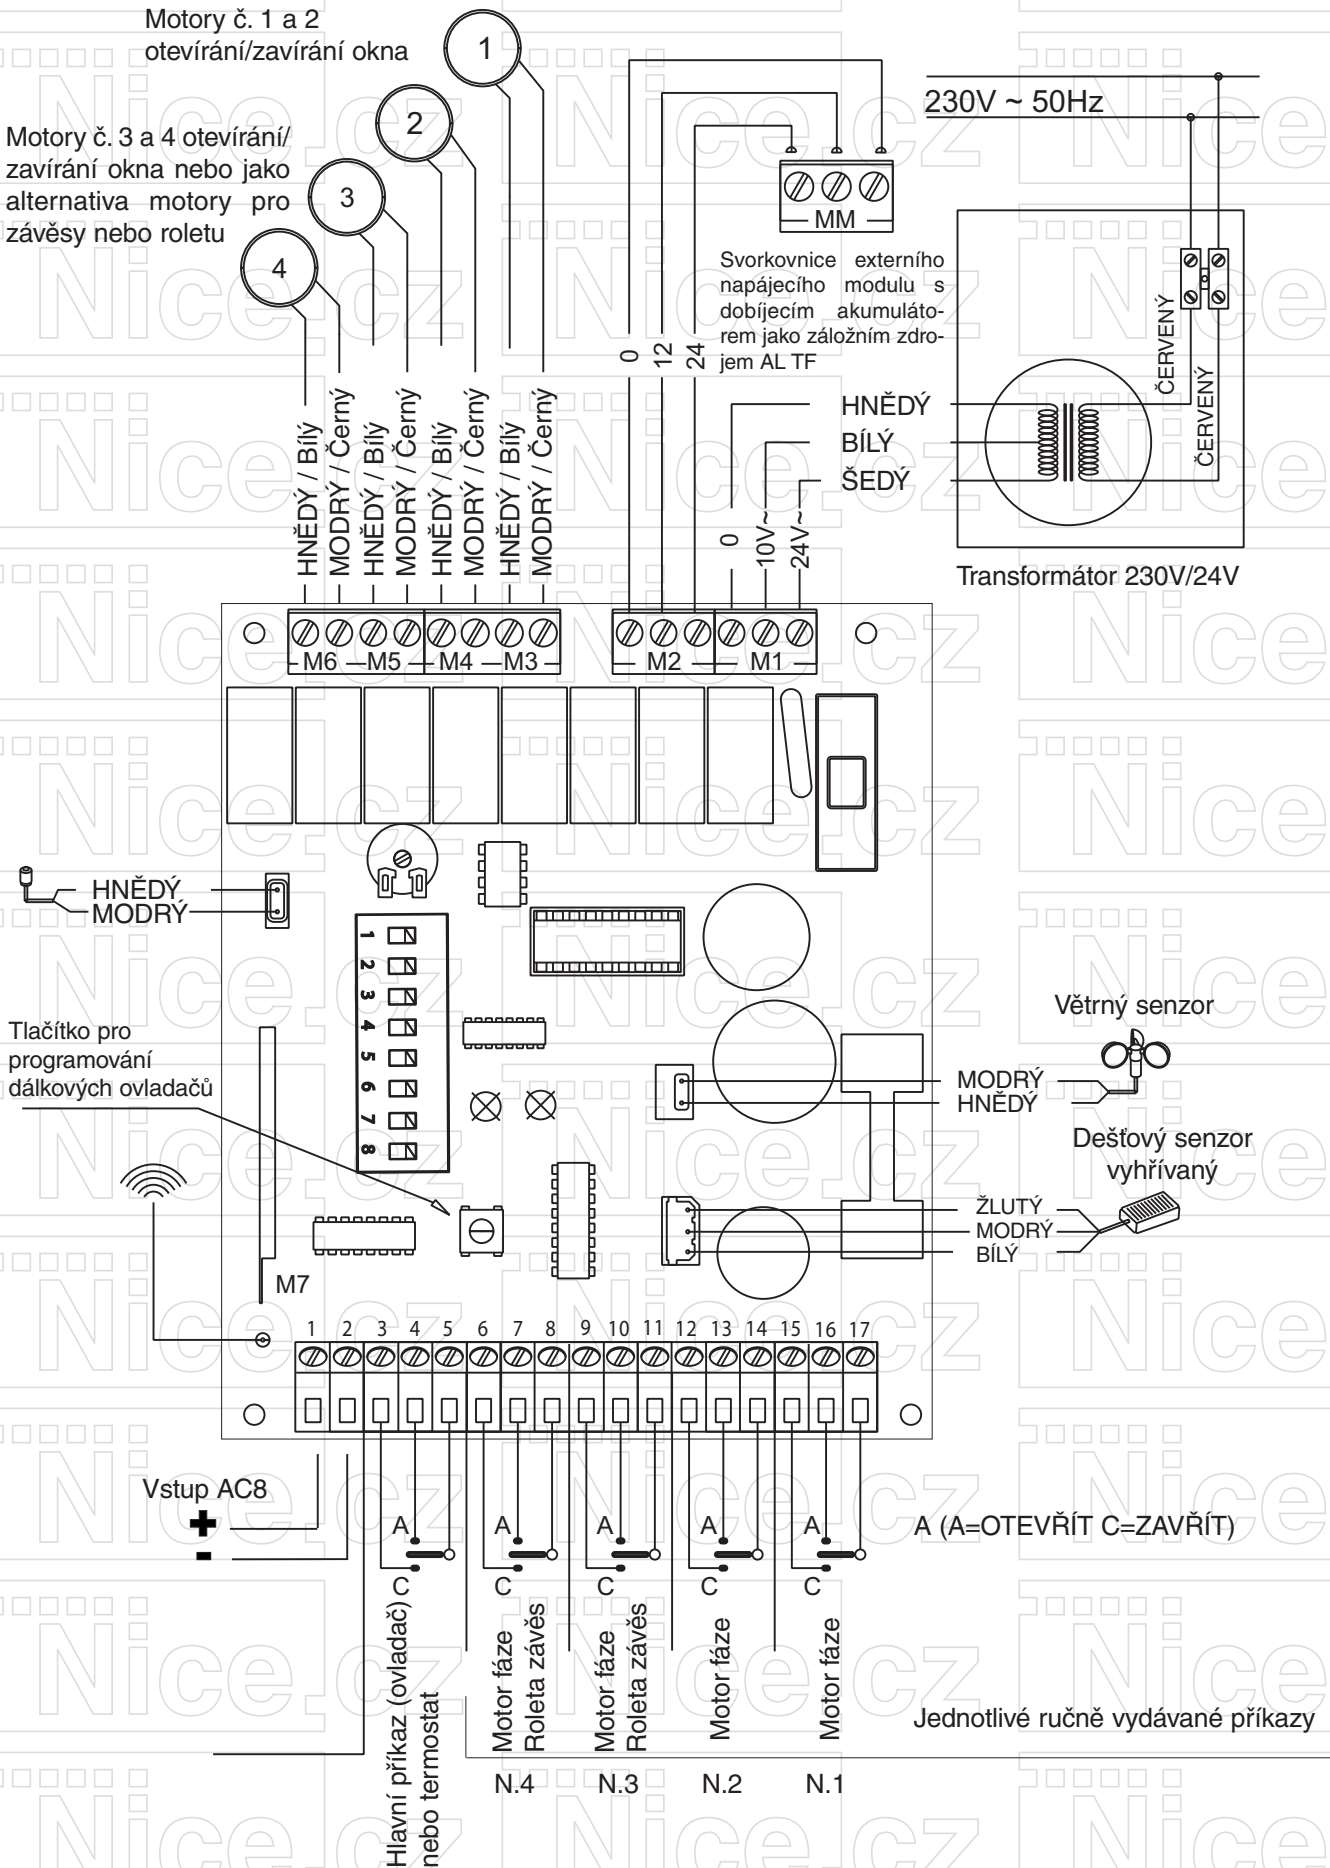 Motory č. 1 a 2
otevírání/zavírání okna
1
2
3
4
Motory č. 3 a 4 otevírání/
zavírání okna nebo jako
alternativa motory pro
závěsy nebo roletu
230V ~ 50Hz
MM
Svorkovnice externího
napájecího modulu s
dobíjecím akumuláto-
rem jako záložním zdro-
jem AL TF
0
12
24
ČERVENÝ
ČERVENÝ
HNĚDÝ
BÍLÝ
ŠEDÝ
0
10V~
24V~
Transformátor 230V/24V
HNĚDÝ / Bílý
MODRÝ / Černý
HNĚDÝ / Bílý
MODRÝ / Černý
HNĚDÝ / Bílý
MODRÝ / Černý
HNĚDÝ / Bílý
MODRÝ / Černý
M6
M5
M4
M3
M2
M1
HNĚDÝ
MODRÝ
1
2
3
4
5
6
7
8
Tlačítko pro
programování
dálkových ovladačů
Větrný senzor
MODRÝ
HNĚDÝ
Dešťový senzor
vyhřívaný
ŽLUTÝ
MODRÝ
BÍLÝ
M7
1 2 3 4 5 6 7 8 9 10 11 12 13 14 15 16 17
Vstup AC8
+
-
A
C
A
C
A
C
A
C
A
C
A (A=OTEVŘÍT C=ZAVŘÍT)
Hlavní příkaz (ovladač)
nebo termostat
Motor fáze
Roleta závěs
Motor fáze
Roleta závěs
Motor fáze
Motor fáze
Jednotlivé ručně vydávané příkazy
N.4
N.3
N.2
N.1
Nice.cz